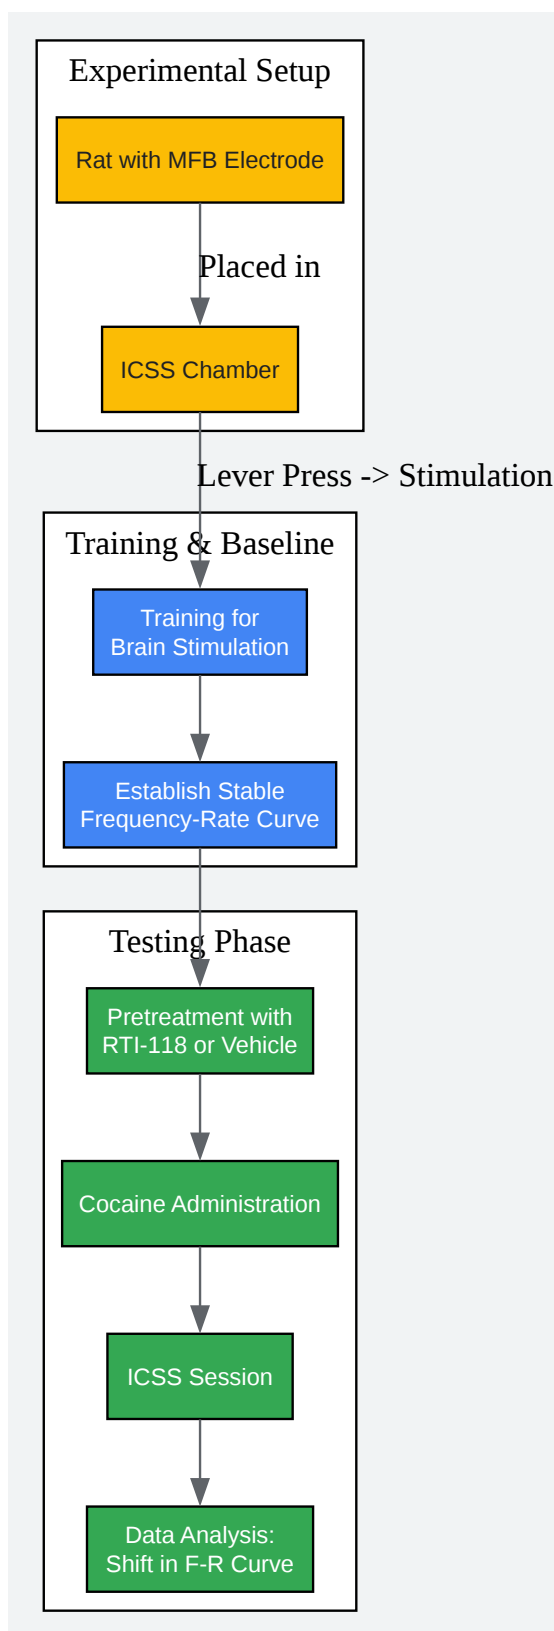 Experimental Setup
Rat with MFB Electrode
Placed in
ICSS Chamber
Lever Press -> Stimulation
Training & Baseline
Training for
Brain Stimulation
Establish Stable
Frequency-Rate Curve
Testing Phase
Pretreatment with
RTI-118 or Vehicle
Cocaine Administration
ICSS Session
Data Analysis:
Shift in F-R Curve